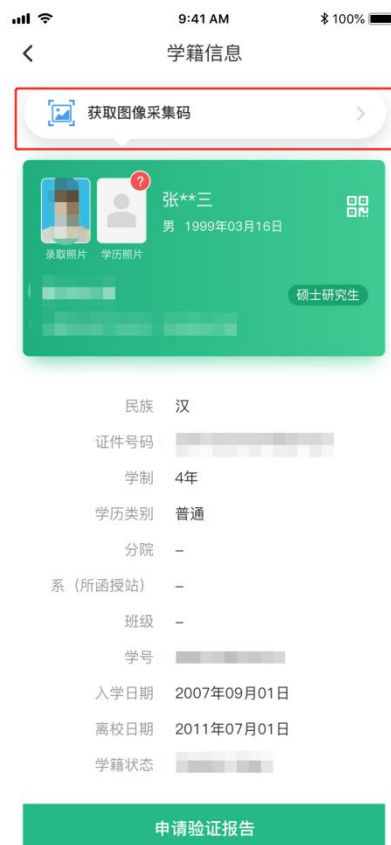 9:41 AM
100%
学籍信息
获取图像采集码
?
张**三
男 1999年03月16日
录取照片 学历照片
硕士研究生
民族 汉
证件号码
学制 4年
学历类别 普通
分院 –
系（所函授站） –
班级 –
学号
入学日期 2007年09月01日
离校日期 2011年07月01日
学籍状态
申请验证报告